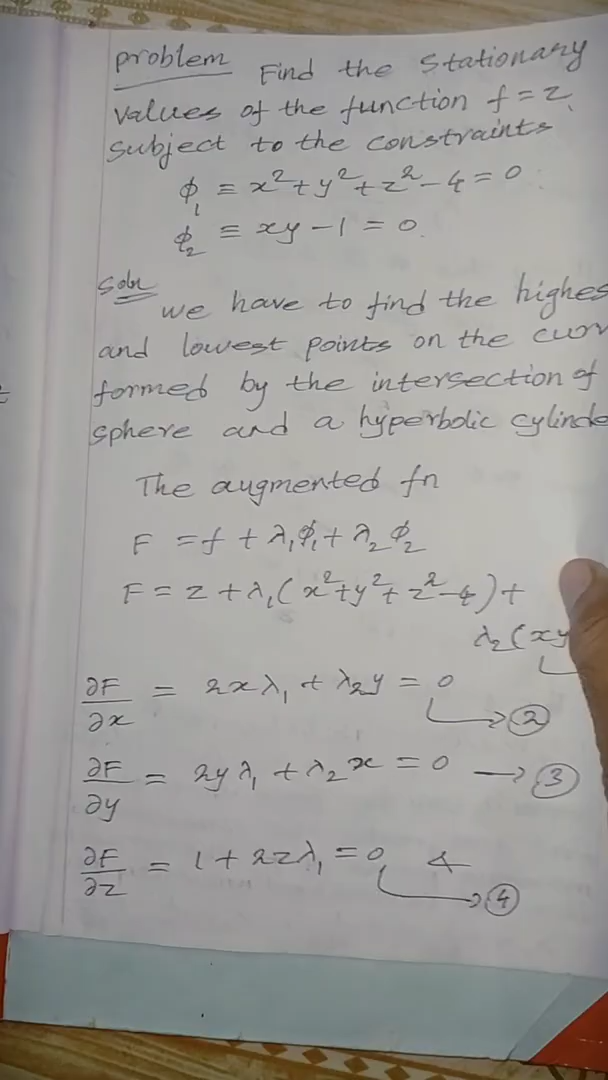 problem Find the stationary
values of the function f = z.
subject to the constraints
ϕ₁ ≡ x² + y² + z² - 4 = 0
ϕ₂ ≡ xy - 1 = 0.
Soln
we have to find the highes
and lowest points on the curv
formed by the intersection of
sphere and a hyperbolic cylinde
The augmented fn
F = f + λ₁ϕ₁ + λ₂ϕ₂
F = z + λ₁(x² + y² + z² - 4) +
λ₂(xy
∂F/∂x = 2xλ₁ + λ₂y = 0 → ②
∂F/∂y = 2yλ₁ + λ₂x = 0 → ③
∂F/∂z = 1 + 2zλ₁ = 0 → ④